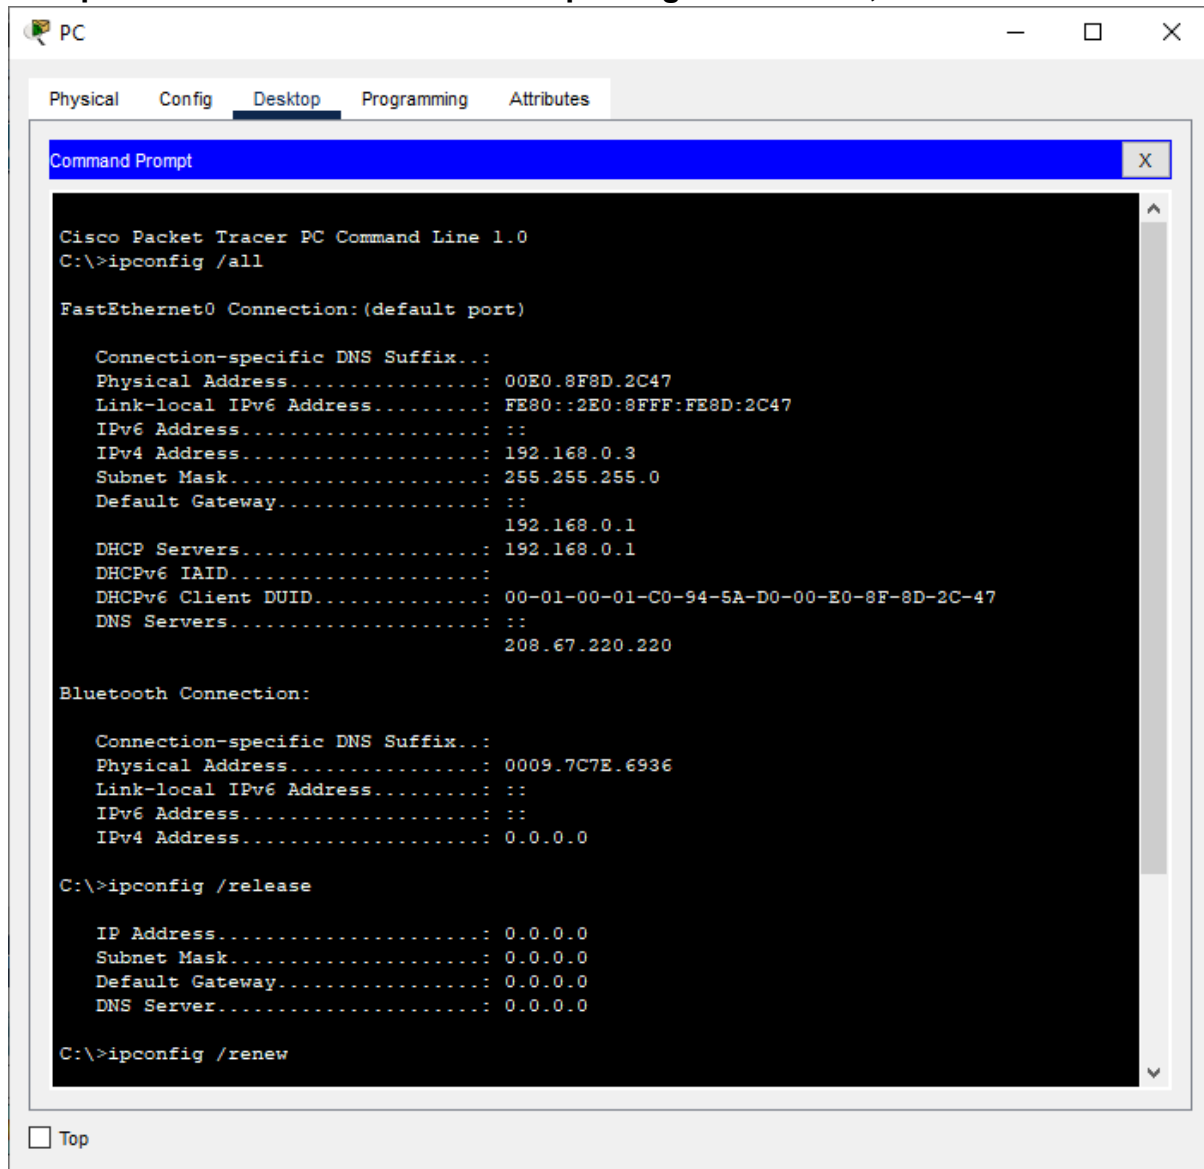 PC
Physical Config Desktop Programming Attributes
Command Prompt X
Cisco Packet Tracer PC Command Line 1.0
C:\>ipconfig /all
FastEthernet0 Connection:(default port)
Connection-specific DNS Suffix..:
Physical Address................: 00E0.8F8D.2C47
Link-local IPv6 Address.........: FE80::2E0:8FFF:FE8D:2C47
IPv6 Address....................: ::
IPv4 Address....................: 192.168.0.3
Subnet Mask.....................: 255.255.255.0
Default Gateway.................: ::
192.168.0.1
DHCP Servers....................: 192.168.0.1
DHCPv6 IAID.....................:
DHCPv6 Client DUID..............: 00-01-00-01-C0-94-5A-D0-00-E0-8F-8D-2C-47
DNS Servers.....................: ::
208.67.220.220
Bluetooth Connection:
Connection-specific DNS Suffix..:
Physical Address................: 0009.7C7E.6936
Link-local IPv6 Address.........: ::
IPv6 Address....................: ::
IPv4 Address....................: 0.0.0.0
C:\>ipconfig /release
IP Address......................: 0.0.0.0
Subnet Mask.....................: 0.0.0.0
Default Gateway.................: 0.0.0.0
DNS Server......................: 0.0.0.0
C:\>ipconfig /renew
Top